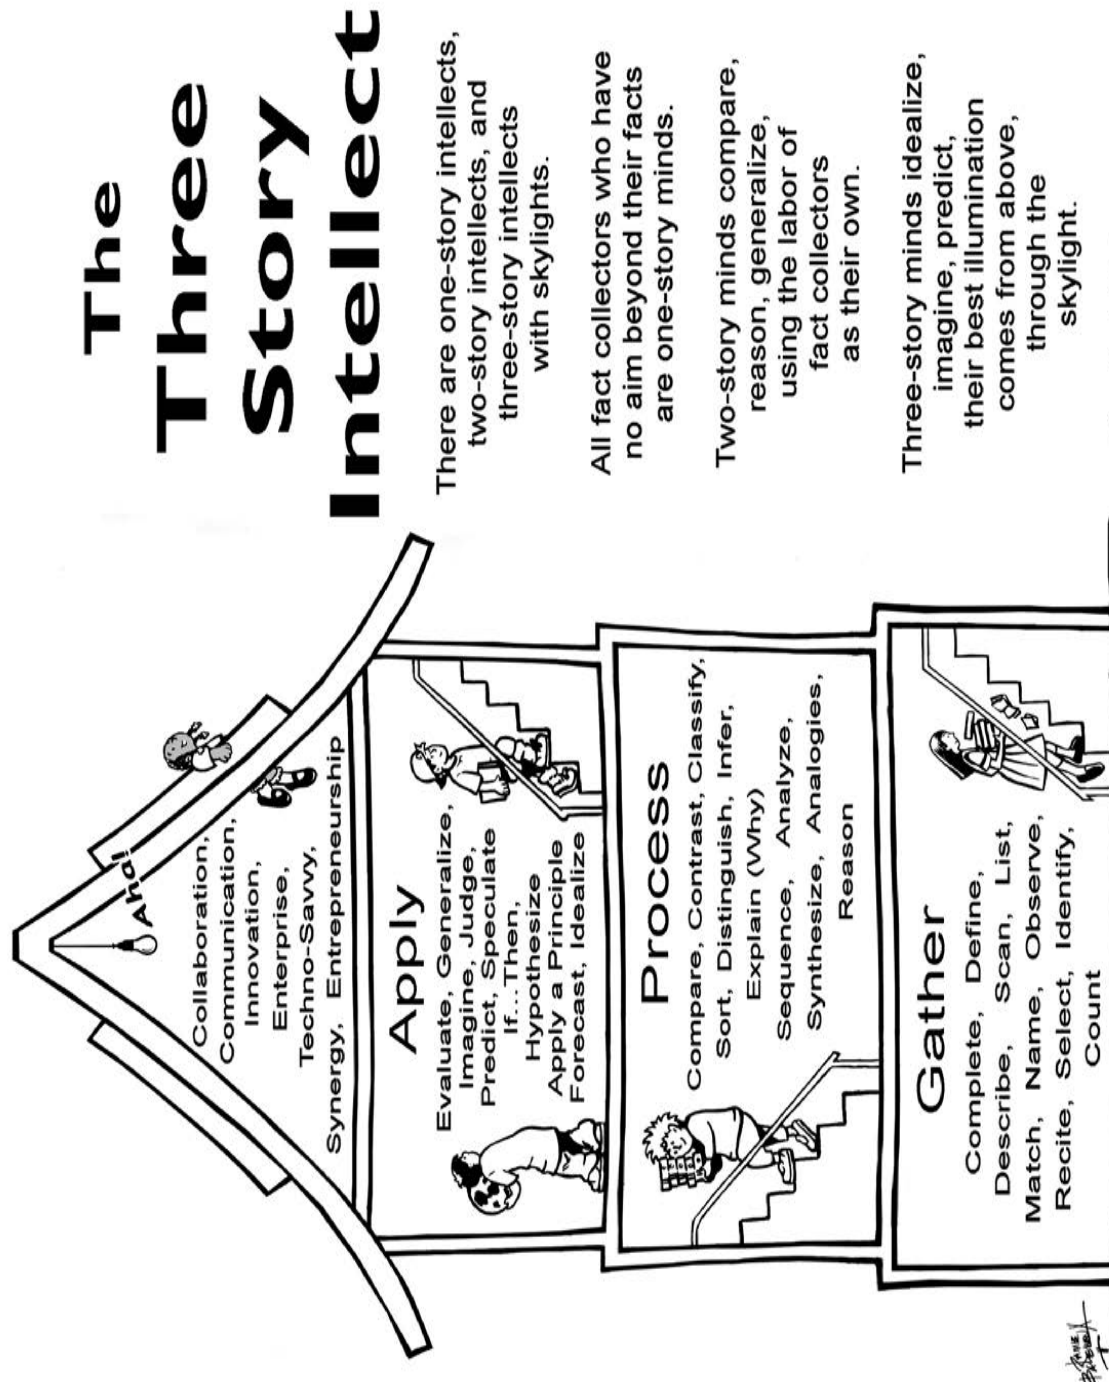 The
Three
Story
Intellect
There are one-story intellects,
two-story intellects, and
three-story intellects
with skylights.
All fact collectors who have
no aim beyond their facts
are one-story minds.
Two-story minds compare,
reason, generalize,
using the labor of
fact collectors
as their own.
Three-story minds idealize,
imagine, predict,
their best illumination
comes from above,
through the
skylight.
Aha!
Collaboration,
Communication,
Innovation,
Enterprise,
Techno-Savvy,
Synergy, Entrepreneurship
Apply
Evaluate, Generalize,
Imagine, Judge,
Predict, Speculate
If... Then,
Hypothesize
Apply a Principle
Forecast, Idealize
Process
Compare, Contrast, Classify,
Sort, Distinguish, Infer,
Explain (Why)
Sequence, Analyze,
Synthesize, Analogies,
Reason
Gather
Complete, Define,
Describe, Scan, List,
Match, Name, Observe,
Recite, Select, Identify,
Count